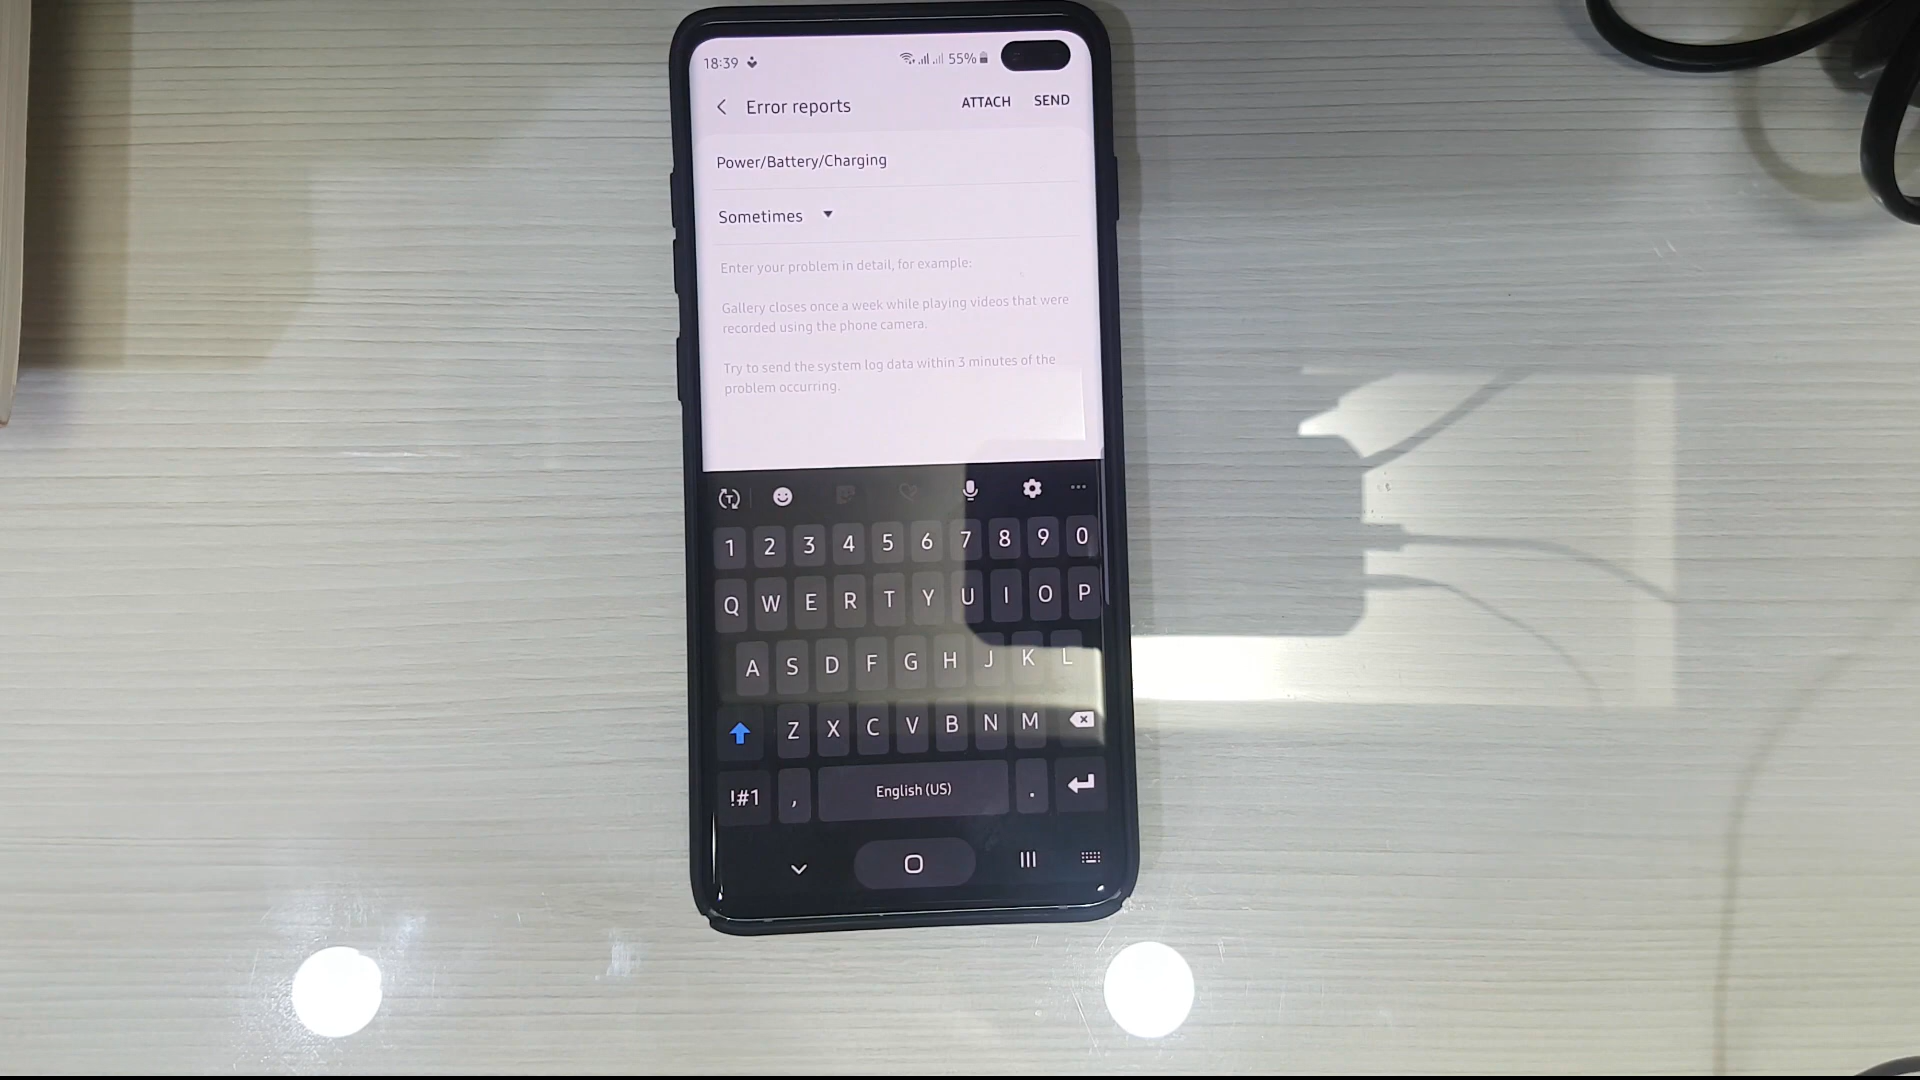 18:39 55%
Error reports ATTACH SEND
Power/Battery/Charging
Sometimes
Enter your problem in detail, for example:
Gallery closes once a week while playing videos that were
recorded using the phone camera.
Try to send the system log data within 3 minutes of the
problem occurring.
1 2 3 4 5 6 7 8 9 0
Q W E R T Y U I O P
A S D F G H J K L
Z X C V B N M
!#1 , English (US) .